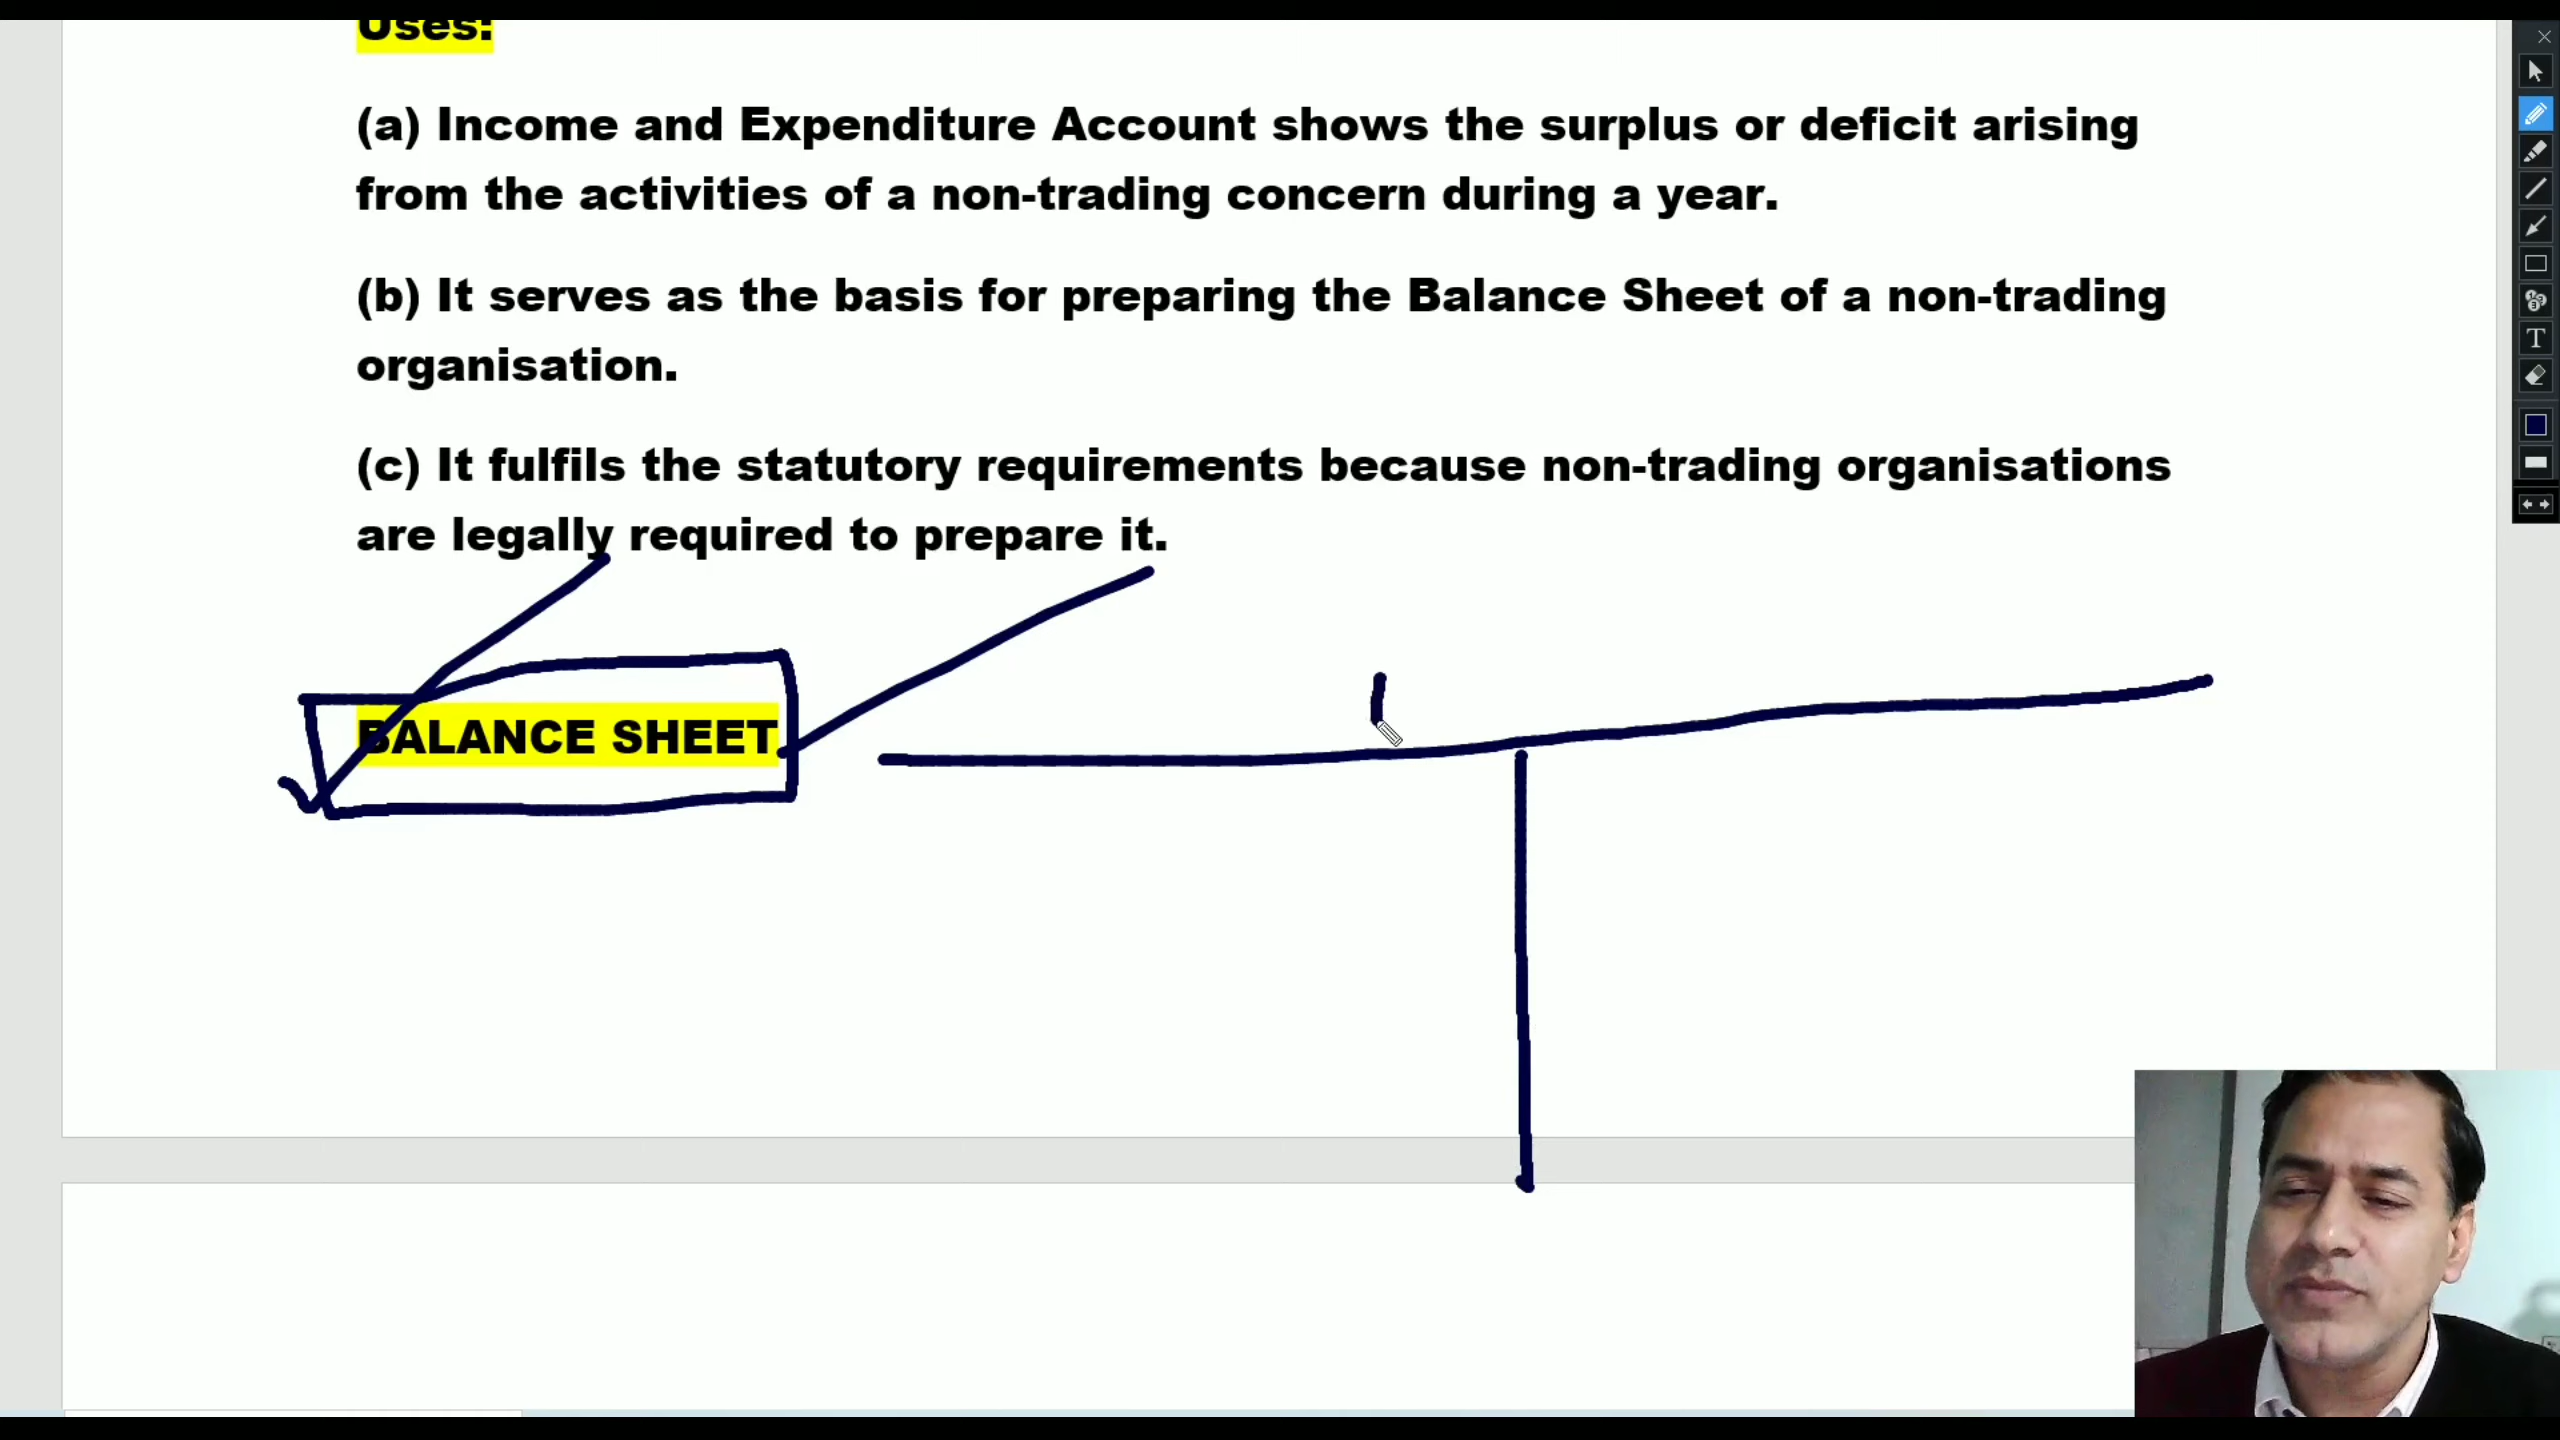 Uses:
(a) Income and Expenditure Account shows the surplus or deficit arising
from the activities of a non-trading concern during a year.
(b) It serves as the basis for preparing the Balance Sheet of a non-trading
organisation.
(c) It fulfils the statutory requirements because non-trading organisations
are legally required to prepare it.
BALANCE SHEET